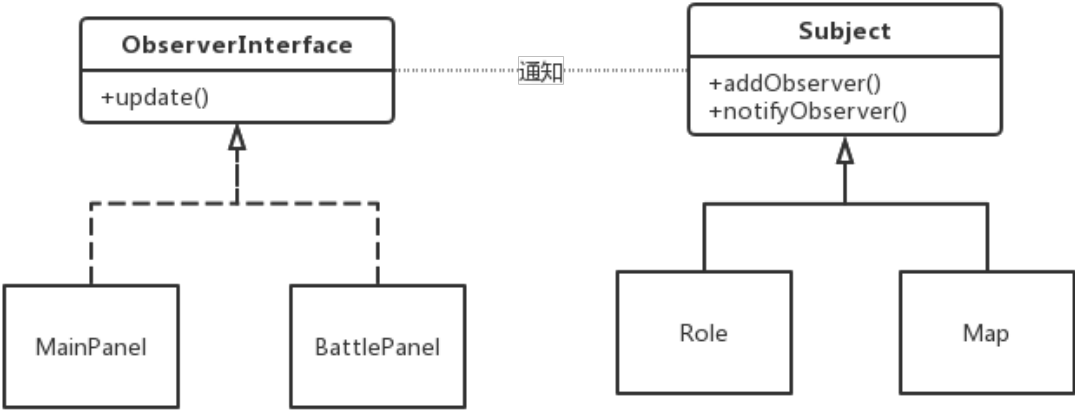 ObserverInterface
+update()
通知
Subject
+addObserver()
+notifyObserver()
MainPanel
BattlePanel
Role
Map